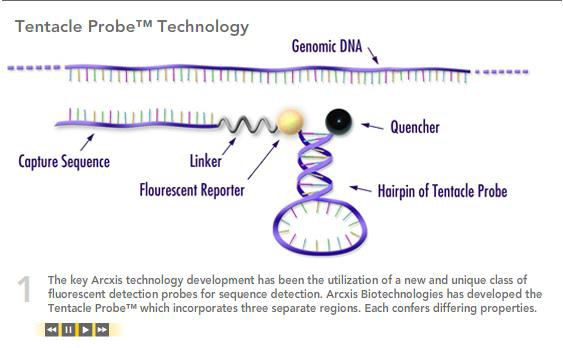 Tentacle Probe™ Technology
Genomic DNA
Quencher
Capture Sequence
Linker
Flourescent Reporter
Hairpin of Tentacle Probe
1
The key Arcxis technology development has been the utilization of a new and unique class of
fluorescent detection probes for sequence detection. Arcxis Biotechnologies has developed the
Tentacle Probe™ which incorporates three separate regions. Each confers differing properties.